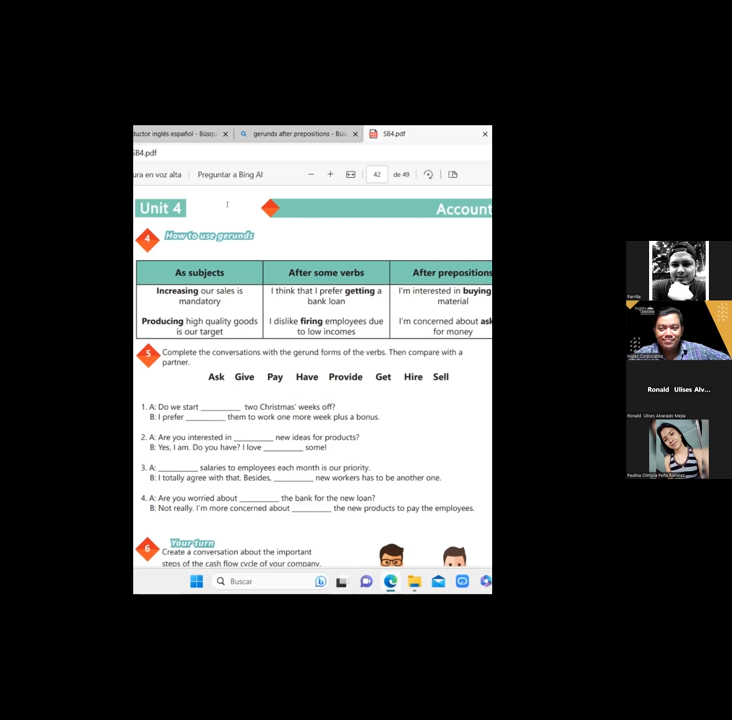 ductor inglés español - Búsqu
gerunds after prepositions - Bús
SB4.pdf
SB4.pdf
ura en voz alta
Preguntar a Bing AI
42
de 49
Unit 4
Account
4
How to use gerunds
As subjects
After some verbs
After prepositions
Increasing our sales is
mandatory
I think that I prefer getting a
bank loan
I'm interested in buying
material
Producing high quality goods
is our target
I dislike firing employees due
to low incomes
I'm concerned about ask
for money
5
Complete the conversations with the gerund forms of the verbs. Then compare with a
partner.
Ask Give Pay Have Provide Get Hire Sell
1. A: Do we start __________ two Christmas' weeks off?
B: I prefer __________ them to work one more week plus a bonus.
2. A: Are you interested in __________ new ideas for products?
B: Yes, I am. Do you have? I love __________ some!
3. A: __________ salaries to employees each month is our priority.
B: I totally agree with that. Besides, __________ new workers has to be another one.
4. A: Are you worried about __________ the bank for the new loan?
B: Not really. I'm more concerned about __________ the new products to pay the employees.
6
Your turn
Create a conversation about the important
steps of the cash flow cycle of your company.
Buscar
Inglés Corporativo
Ronald Ulises Alv...
Ronald Ulises Alvarado Mejia
Paulina Olimpia Peña Ramirez